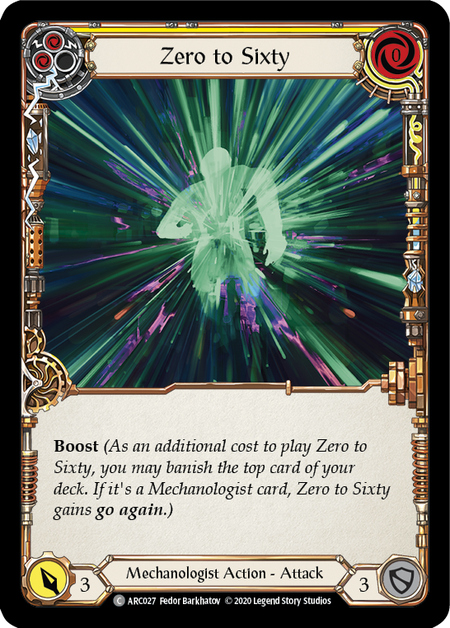 Zero to Sixty
0
Boost (As an additional cost to play Zero to
Sixty, you may banish the top card of your
deck. If it's a Mechanologist card, Zero to Sixty
gains go again.)
3
Mechanologist Action - Attack
3
C ARC027 Fedor Barkhatov © 2020 Legend Story Studios